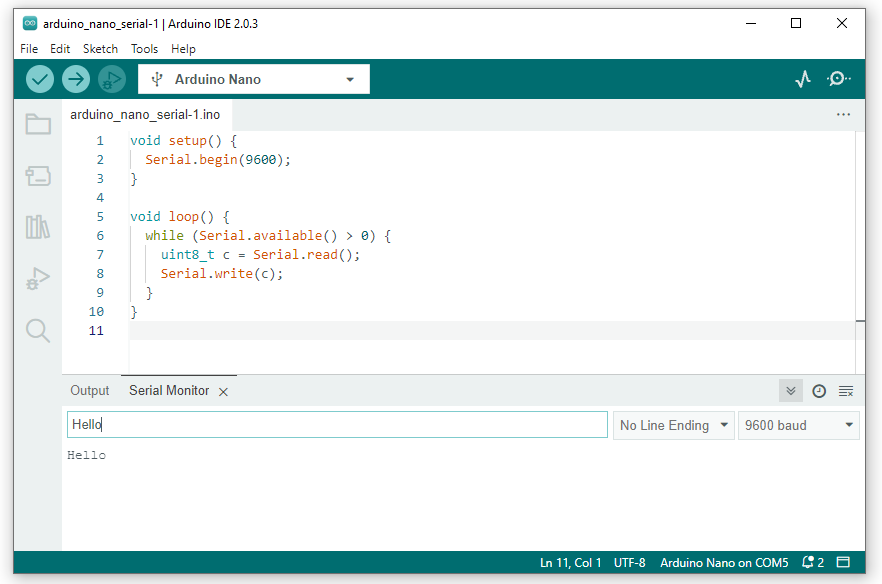 arduino_nano_serial-1 | Arduino IDE 2.0.3
File Edit Sketch Tools Help
Arduino Nano
arduino_nano_serial-1.ino
1 void setup() {
2   Serial.begin(9600);
3 }
4
5 void loop() {
6   while (Serial.available() > 0) {
7     uint8_t c = Serial.read();
8     Serial.write(c);
9   }
10 }
11
Output Serial Monitor
Hello No Line Ending 9600 baud
Hello
Ln 11, Col 1 UTF-8 Arduino Nano on COM5 2